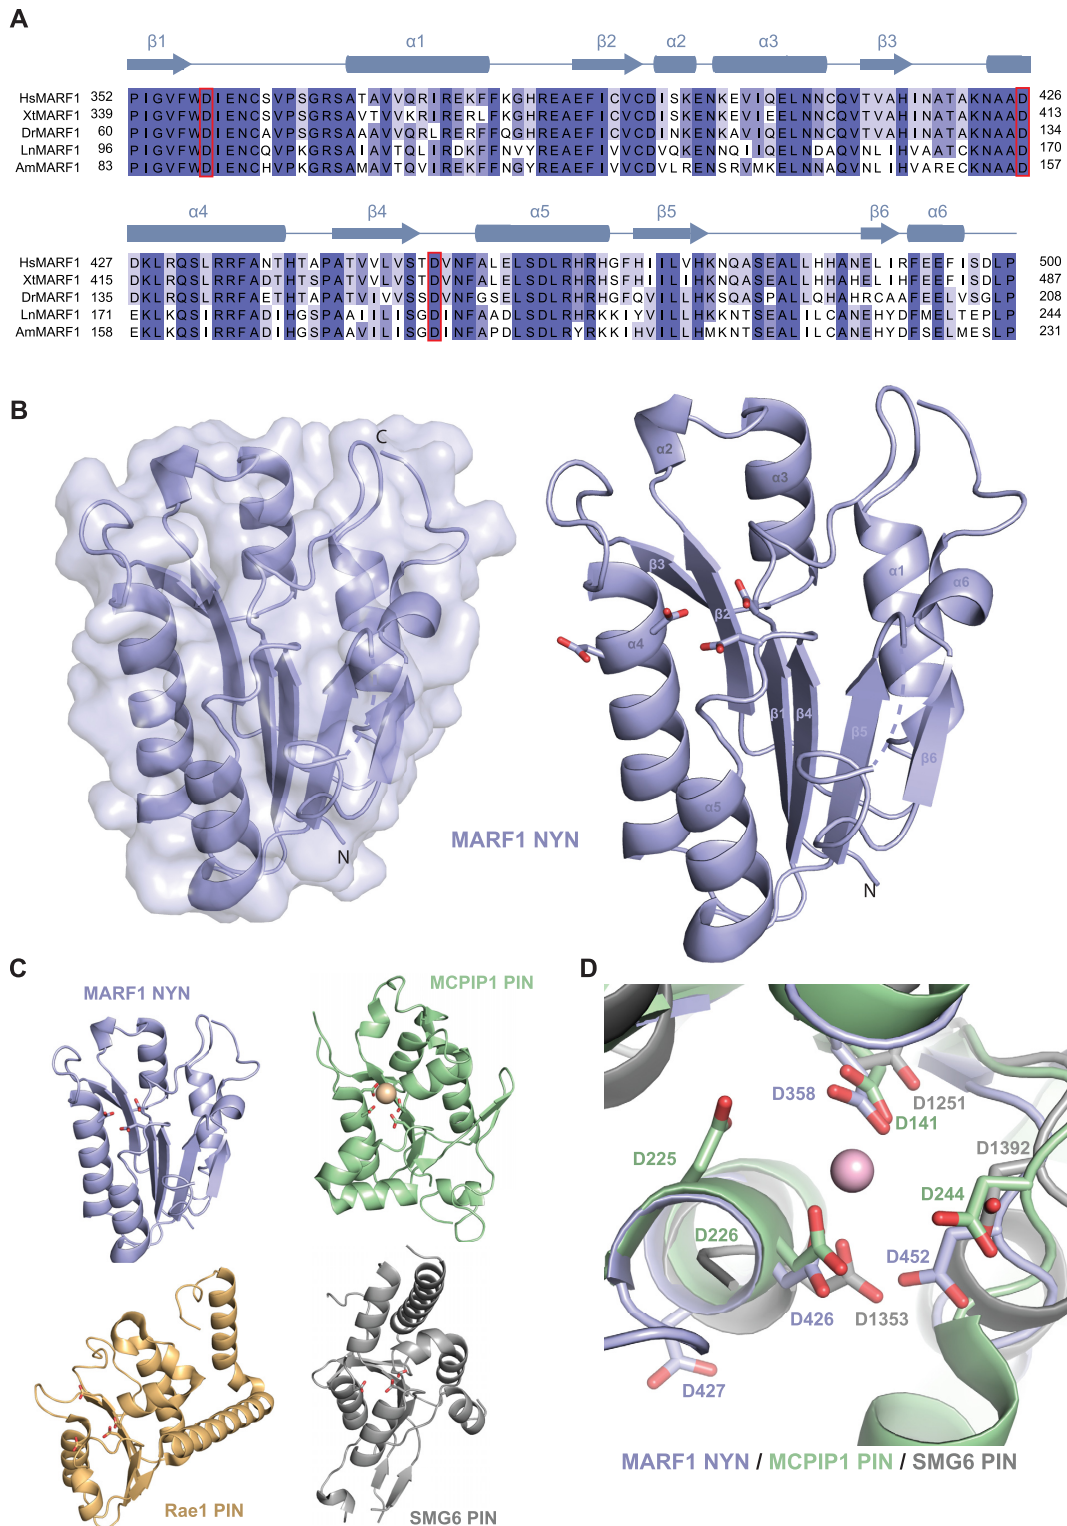 A
β1 α1 β2 α2 α3 β3
HsMARF1 352 PIGVFWDIENCSVPSGRSATAVVQRIREKFFKGHREAEFICVCDISKENKEVIQELNNCQVTVAHINATAKNAAD 426
XtMARF1 339 PIGVFWDIENCSVPSGRSAVTVVKRIRERLFKGHREAEFICVCDISKENKEVIEELNNCQVTVAHINATAKNAAD 413
DrMARF1 60 PIGVFWDIENCSVPSGRSAAAVVQRLRERFFQGHREAEFICVCDINKENKAVIQELNNCQVTVAHINATAKNAAD 134
LnMARF1 96 PIGVFWDIENCQVPKGRSAIAVTQLIRDKFFNVYREAEFIVVCDVQKENNQIIQELNDAQVNLIHVAATCKNAAD 170
AmMARF1 83 PIGVFWDIENCHVPKGRSAMAVTQVIREKFFNGYREAEFIVVCDVLRENSRVMKELNNAQVNLIHVARECKNAAD 157
α4 β4 α5 β5 β6 α6
HsMARF1 427 DKLRQSLRRFANTHTAPATVVLVSTDVNFALELSDLRHRHGFHIILVHKNQASEALLHHANELIRFEEFISDLP 500
XtMARF1 415 DKLRQSLRRFADTHTAPATVVLVSTDVNFALELSDLRHRHSFHIILVHKNQASEALLHHAHELIHFEEFISDLP 487
DrMARF1 135 DKLRQSLRRFAETHTAPATVIVVSSDVNFGSELSDLRHRHGFQVILLHKSQASPALLQHAHRCAAFEELVSGLP 208
LnMARF1 171 EKLKQSIRRFADIHGSPAAIILISGDINFAADLSDLRHRKKIYVILLHKMNTSEALILCANEHYDFMELTEPLP 244
AmMARF1 158 EKLKQSIRRFADIHGSPAAVILISGDINFAPDLSDLRYRKKIHVILLHMKNTSEALILCANEHYDFSELMESLP 231
B
C
N
α2
α3
β3
α1
α6
β2
α4
β1
β4
β5
β6
α5
N
MARF1 NYN
C
MARF1 NYN
MCPIP1 PIN
Rae1 PIN
SMG6 PIN
D
D358
D1251
D141
D1392
D225
D244
D226
D452
D426
D1353
D427
MARF1 NYN / MCPIP1 PIN / SMG6 PIN